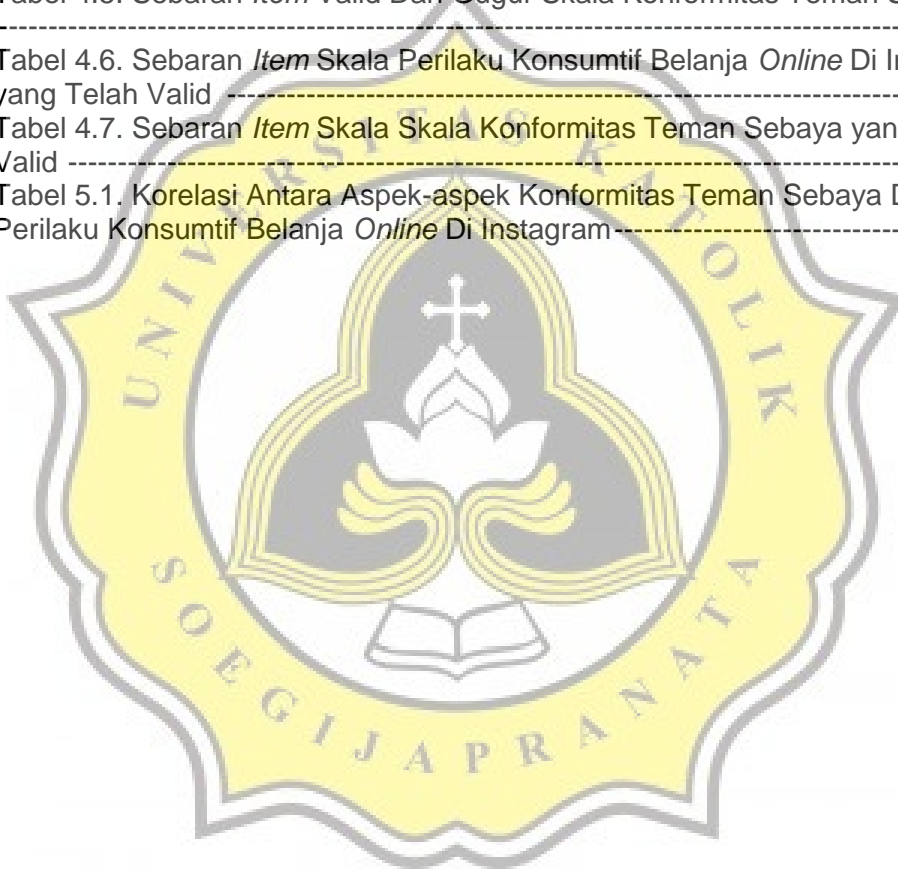 Tabel 4.6. Sebaran Item Skala Perilaku Konsumtif Belanja Online Di
yang Telah Valid ------------------------------------------------------------
Tabel 4.7. Sebaran Item Skala Skala Konformitas Teman Sebaya
Valid ------------------------------------------------------------
Tabel 5.1. Korelasi Antara Aspek-aspek Konformitas Teman Sebaya
Perilaku Konsumtif Belanja Online Di Instagram------------------------------
UNIVERSITAS KATOLIK
SOEGIJAPRANATA